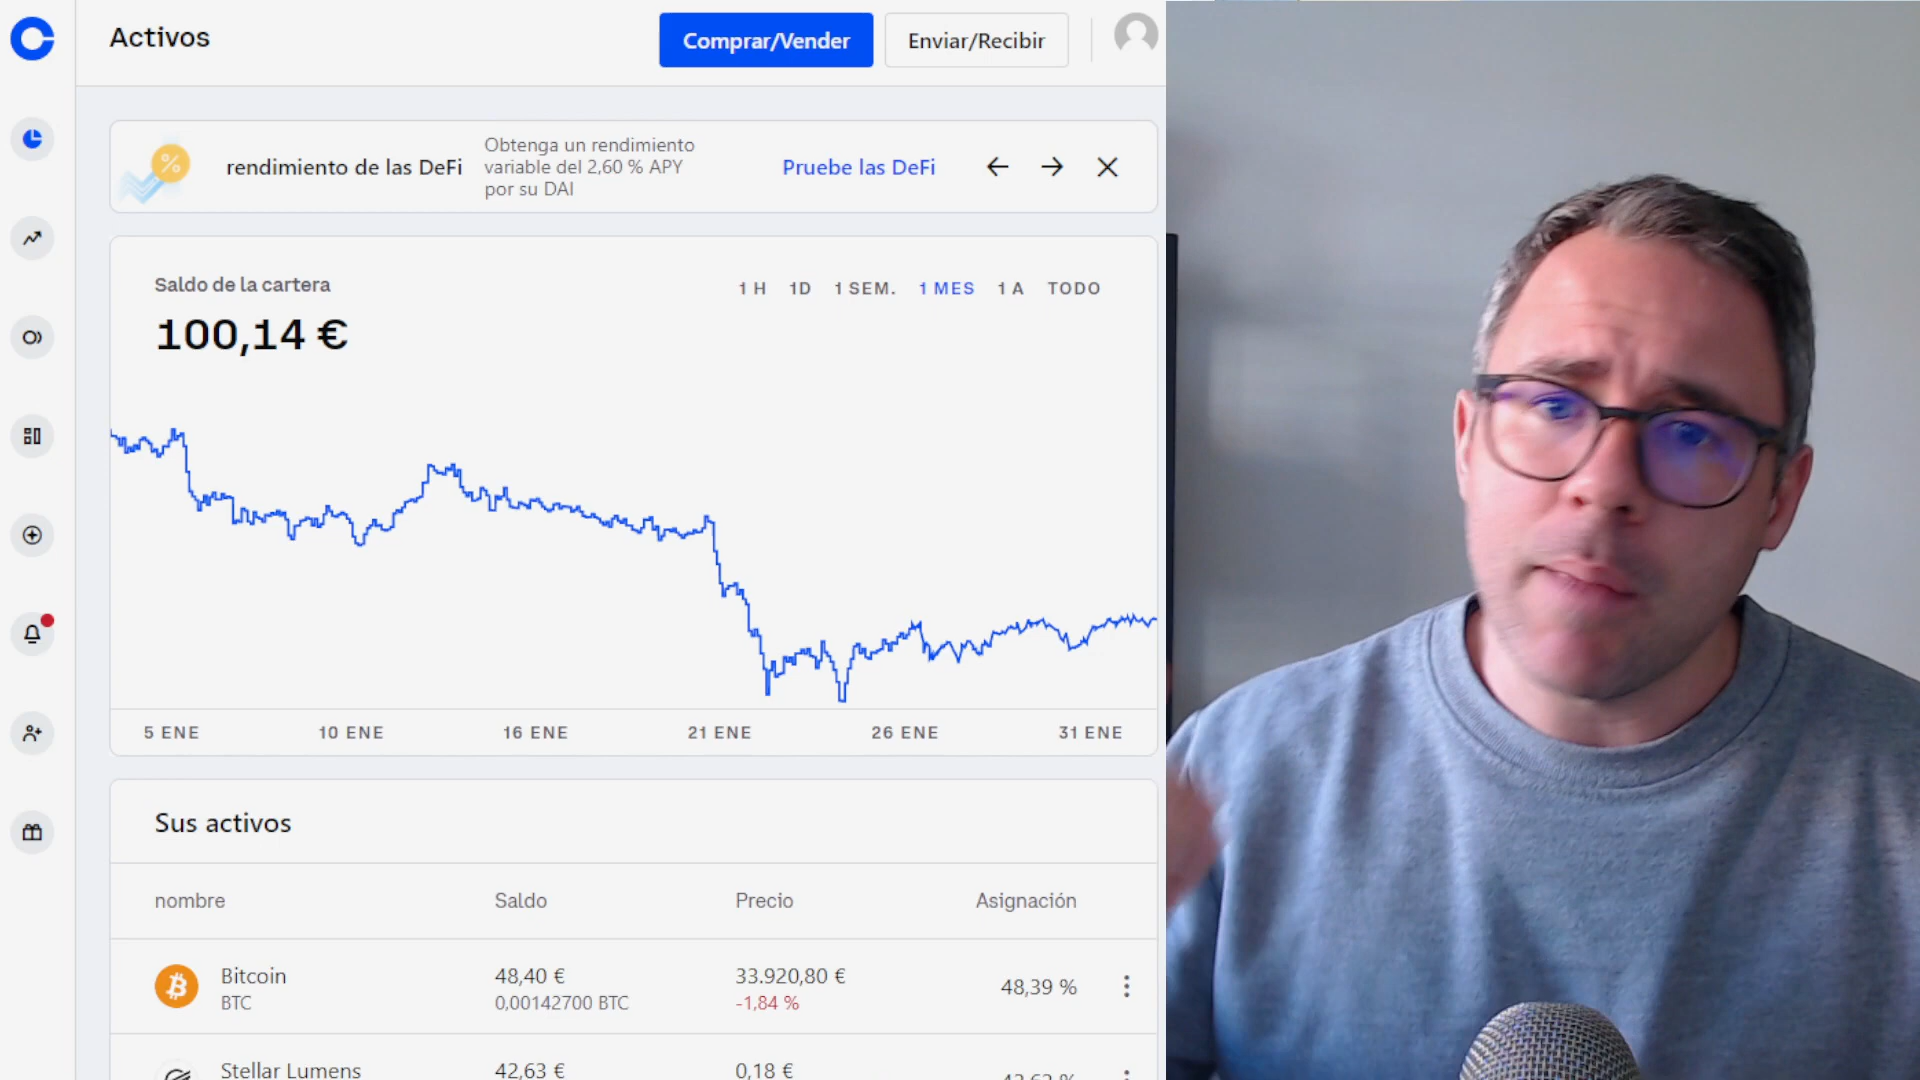 Activos
Comprar/Vender
Enviar/Recibir
rendimiento de las DeFi
Obtenga un rendimiento
variable del 2,60 % APY
por su DAI
Pruebe las DeFi
Saldo de la cartera
100,14 €
1 H 1D 1 SEM. 1 MES 1 A TODO
5 ENE 10 ENE 16 ENE 21 ENE 26 ENE 31 ENE
Sus activos
nombre Saldo Precio Asignación
Bitcoin 48,40 € 33.920,80 € 48,39 %
BTC 0,00142700 BTC -1,84 %
Stellar Lumens 42,63 € 0,18 €